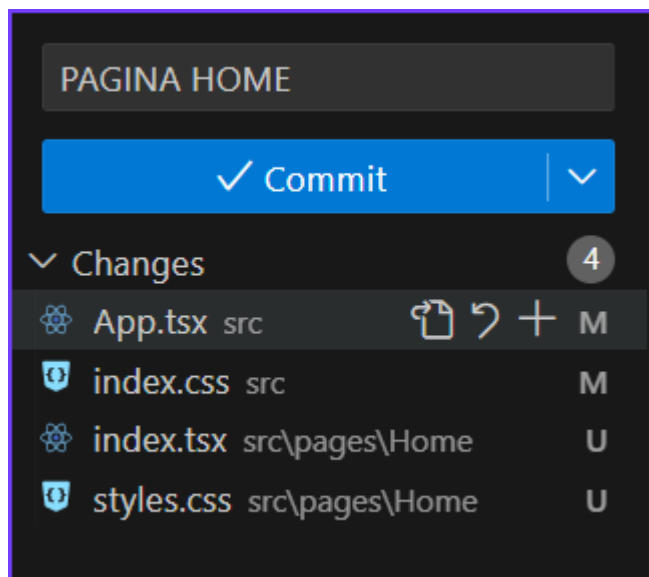 PAGINA HOME
Commit
Changes 4
App.tsx src M
index.css src M
index.tsx src\pages\Home U
styles.css src\pages\Home U